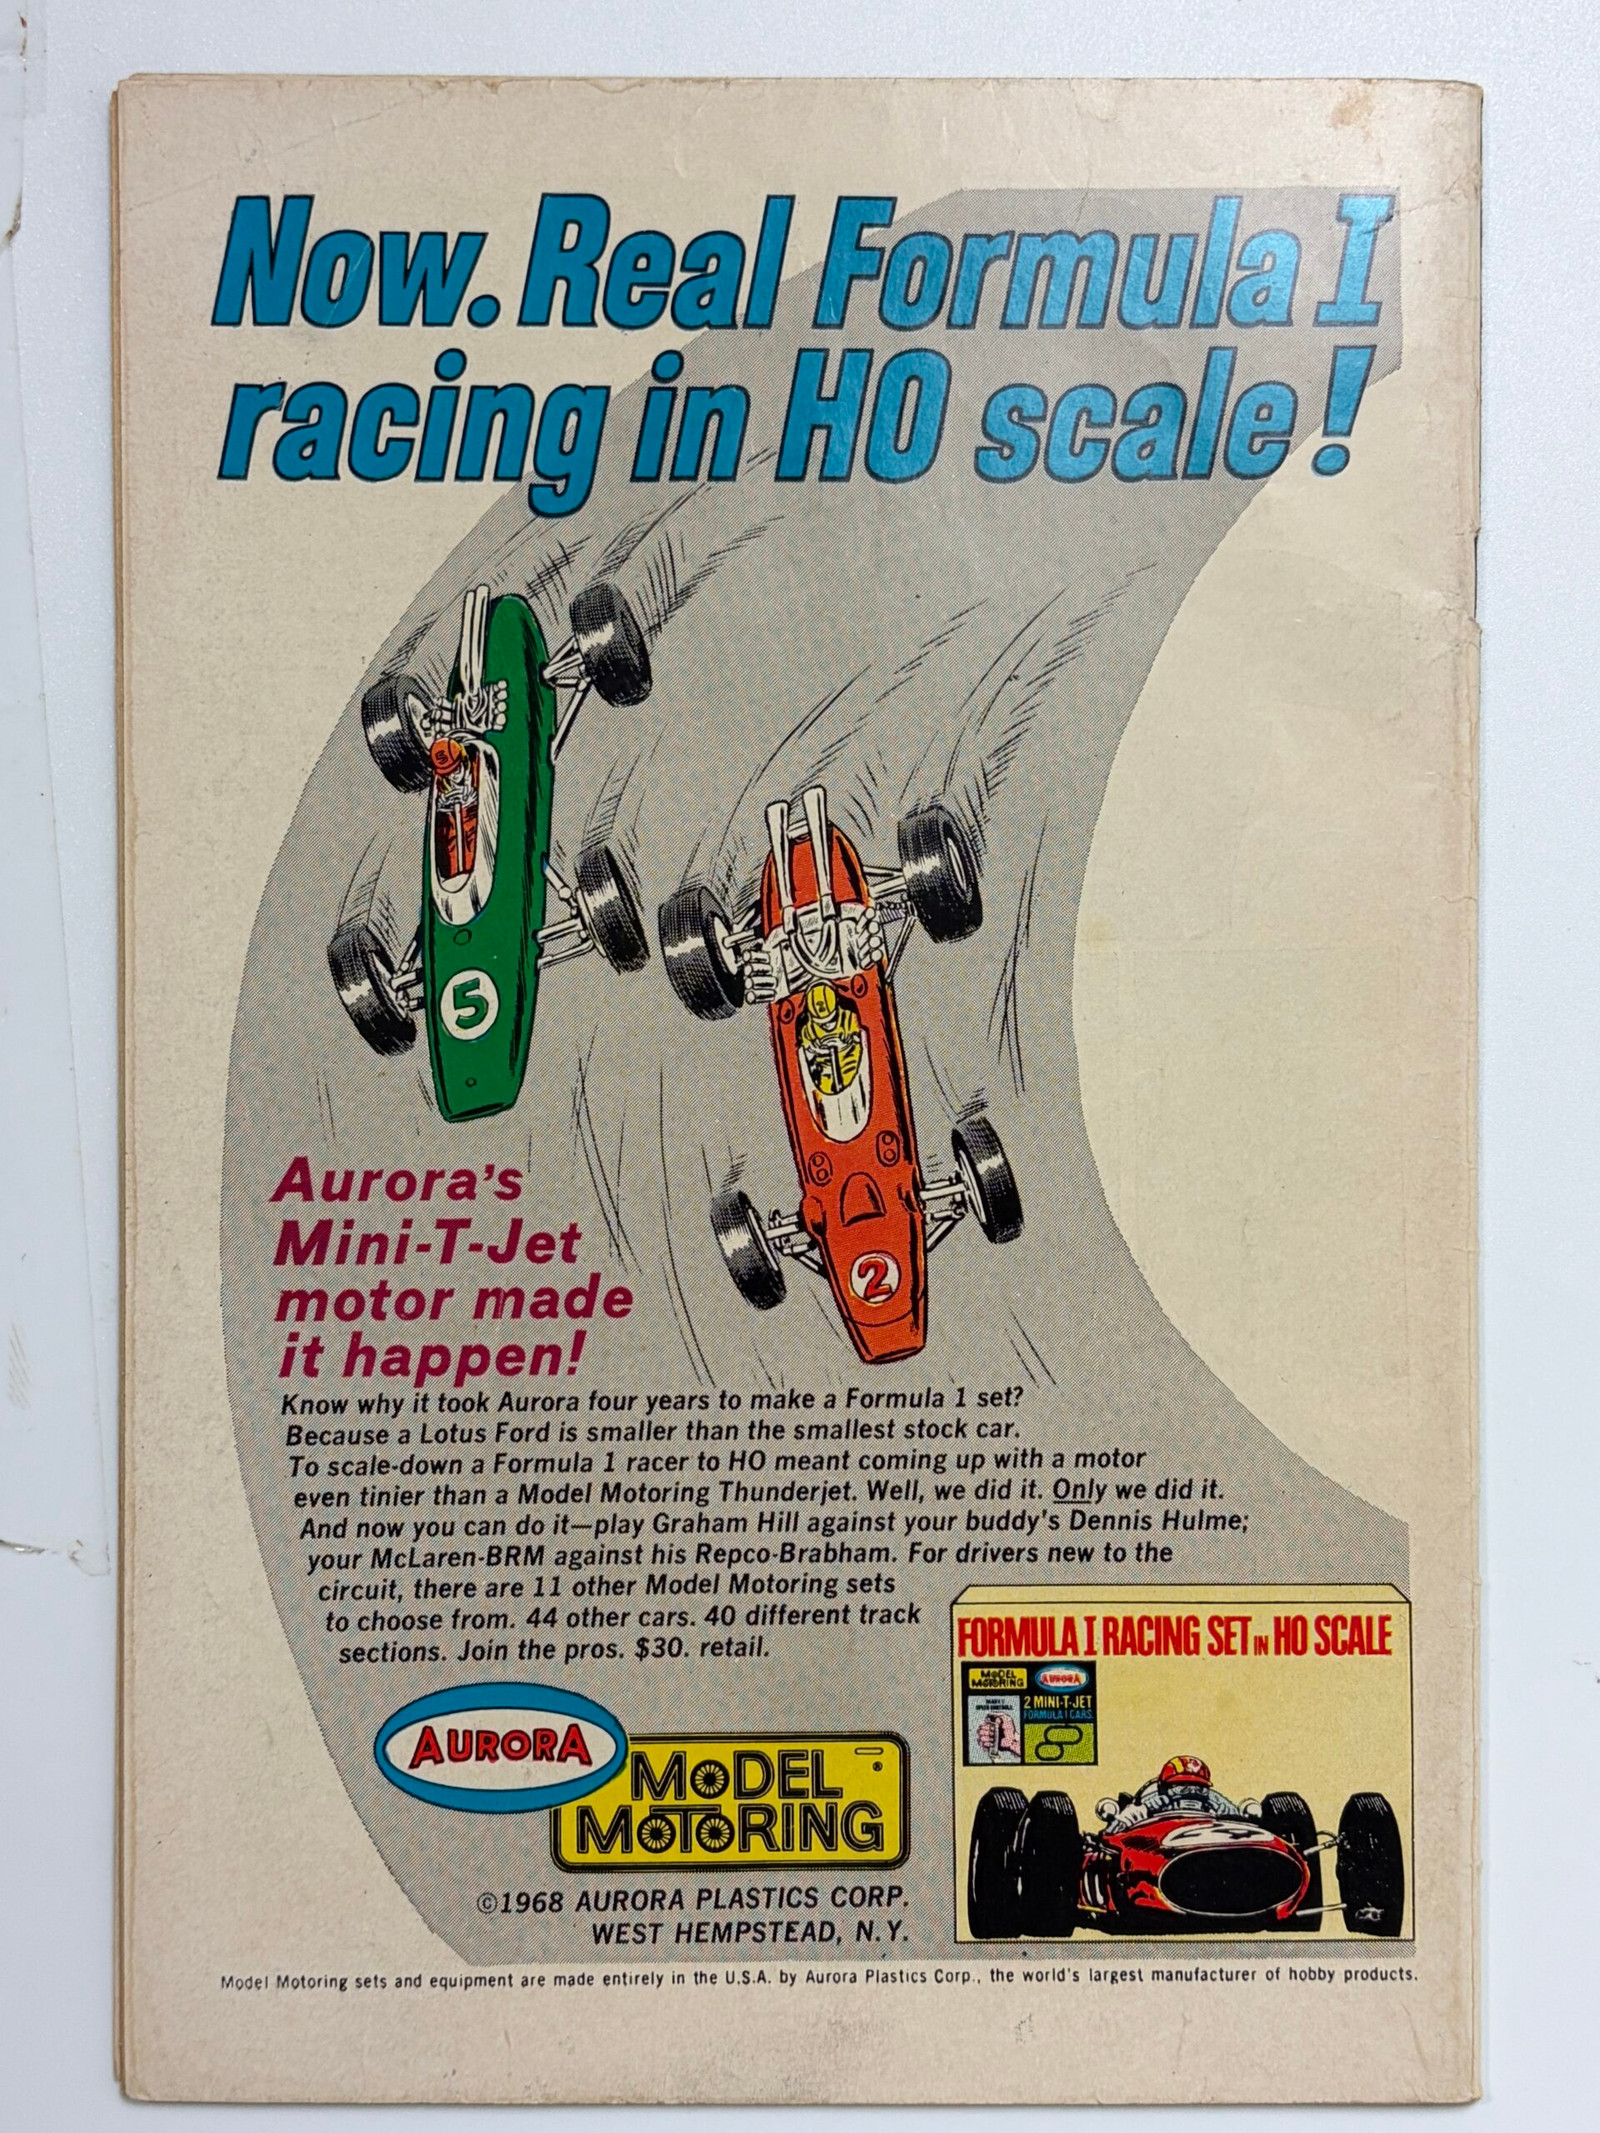 Now. Real Formula I
racing in HO scale!
5
2
Aurora's
Mini-T-Jet
motor made
it happen!
Know why it took Aurora four years to make a Formula 1 set?
Because a Lotus Ford is smaller than the smallest stock car.
To scale-down a Formula 1 racer to HO meant coming up with a motor
even tinier than a Model Motoring Thunderjet. Well, we did it. Only we did it.
And now you can do it—play Graham Hill against your buddy's Dennis Hulme;
your McLaren-BRM against his Repco-Brabham. For drivers new to the
circuit, there are 11 other Model Motoring sets
to choose from. 44 other cars. 40 different track
sections. Join the pros. $30. retail.
FORMULA I RACING SET IN HO SCALE
MODEL
MOTORING
AURORA
2 MINI-T-JET
FORMULA I CARS
AURORA
MODEL ®
MOTORING
©1968 AURORA PLASTICS CORP.
WEST HEMPSTEAD, N.Y.
Model Motoring sets and equipment are made entirely in the U.S.A. by Aurora Plastics Corp., the world's largest manufacturer of hobby products.